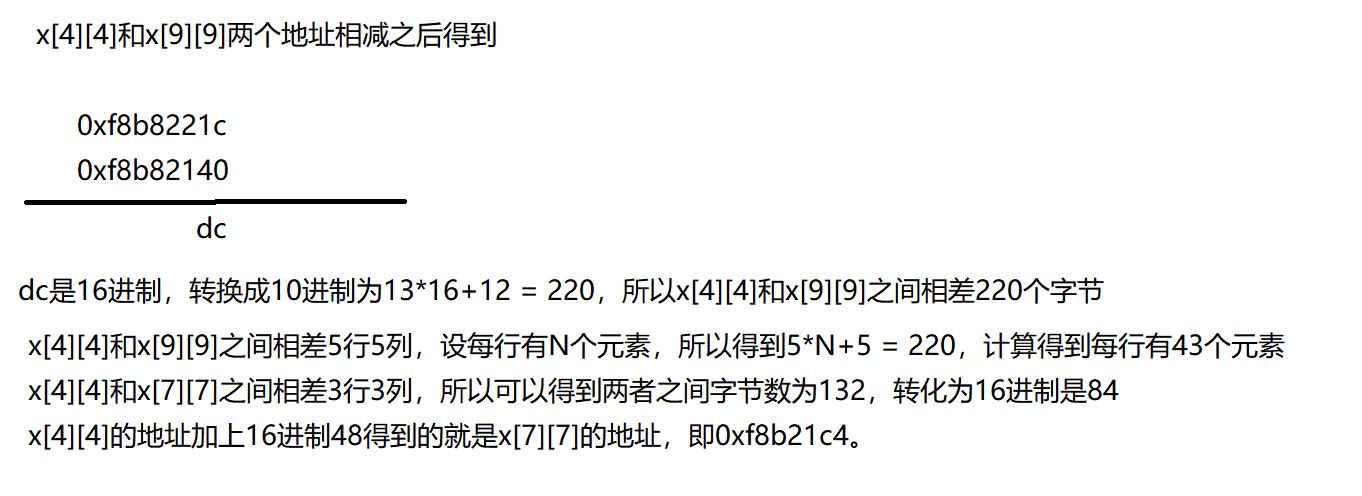 x[4][4]和x[9][9]两个地址相减之后得到
0xf8b8221c
0xf8b82140
dc
dc是16进制，转换成10进制为13*16+12 = 220，所以x[4][4]和x[9][9]之间相差220个字节
x[4][4]和x[9][9]之间相差5行5列，设每行有N个元素，所以得到5*N+5 = 220，计算得到每行有43个元素
x[4][4]和x[7][7]之间相差3行3列，所以可以得到两者之间字节数为132，转化为16进制是84
x[4][4]的地址加上16进制48得到的就是x[7][7]的地址，即0xf8b21c4。